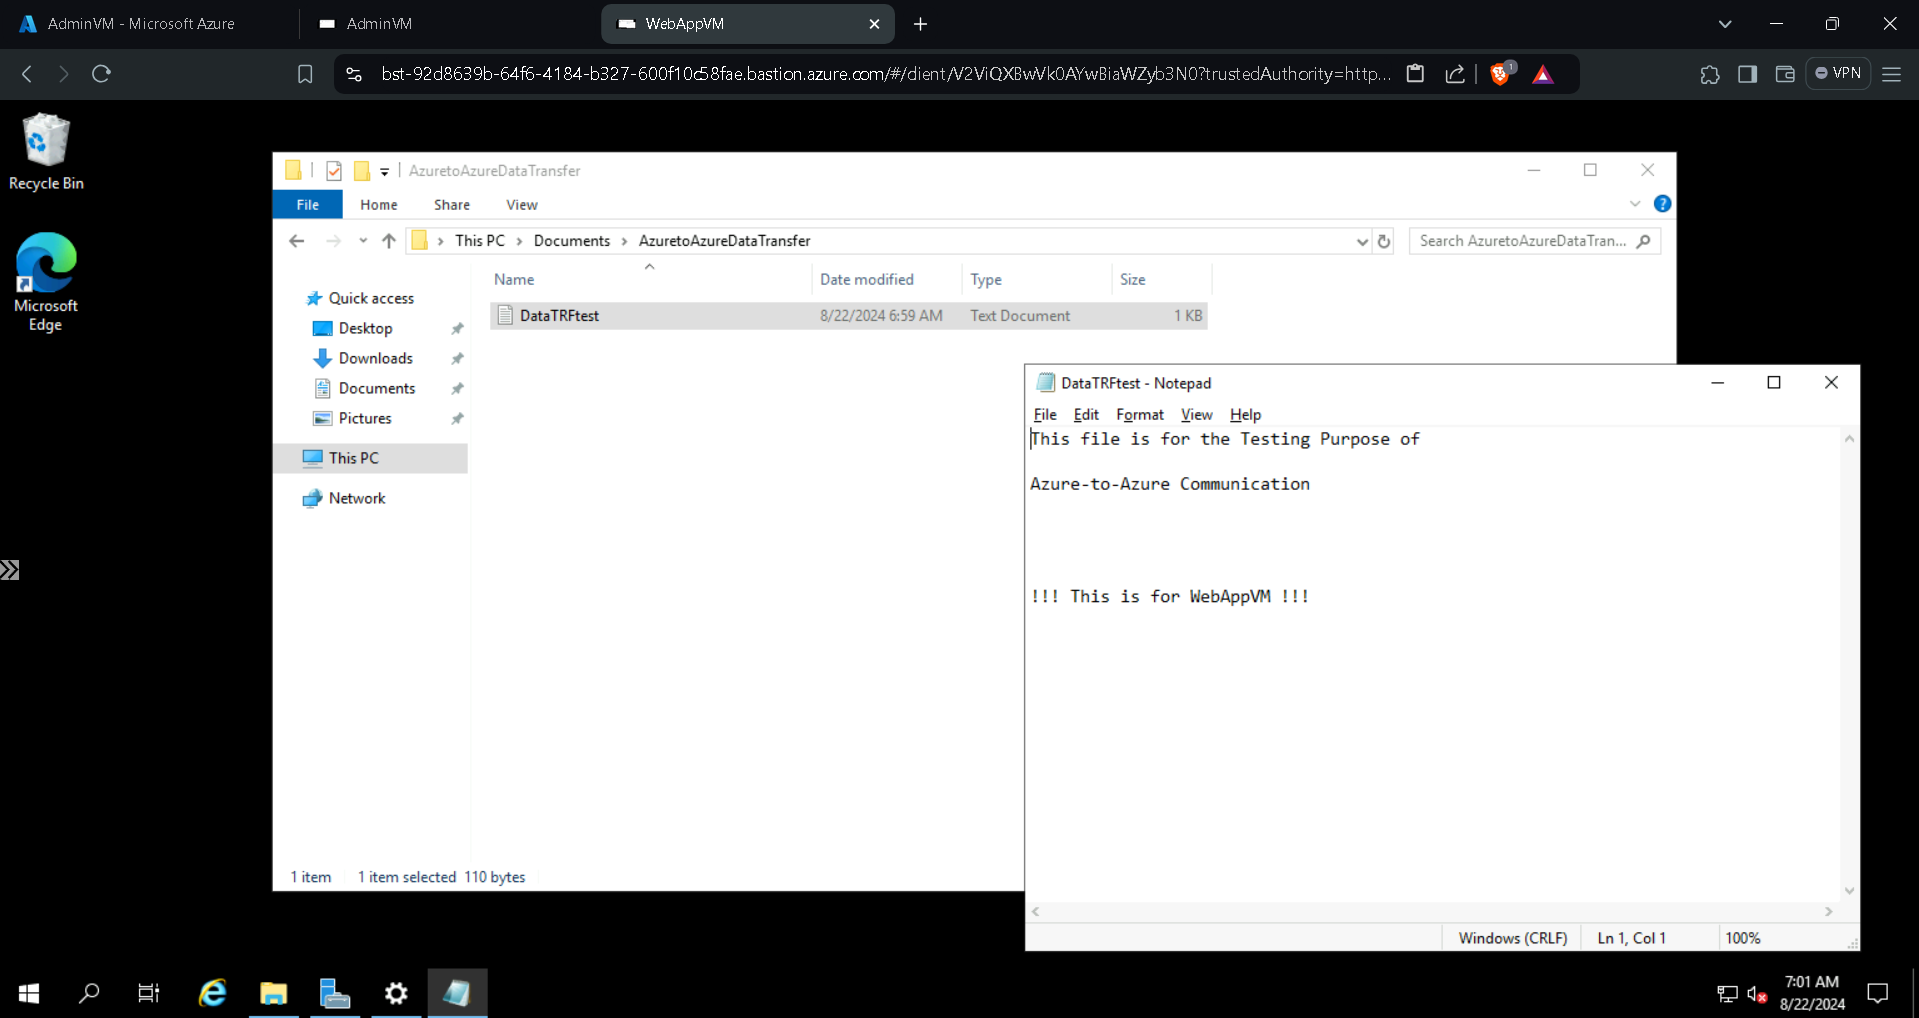 AdminVM - Microsoft Azure
AdminVM
WebAppVM
bst-92d8639b-64f6-4184-b327-600f10c58fae.bastion.azure.com/#/client/V2ViQXBwVk0AYwBiaWZyb3N0?trustedAuthority=http...
1
VPN
Recycle Bin
Microsoft
Edge
AzuretoAzureDataTransfer
File
Home
Share
View
?
This PC
Documents
AzuretoAzureDataTransfer
Search AzuretoAzureDataTran...
Name
Date modified
Type
Size
Quick access
Desktop
Downloads
Documents
Pictures
This PC
Network
DataTRFtest
8/22/2024 6:59 AM
Text Document
1 KB
1 item
1 item selected 110 bytes
DataTRFtest - Notepad
File
Edit
Format
View
Help
This file is for the Testing Purpose of
Azure-to-Azure Communication
!!! This is for WebAppVM !!!
Windows (CRLF)
Ln 1, Col 1
100%
7:01 AM
8/22/2024